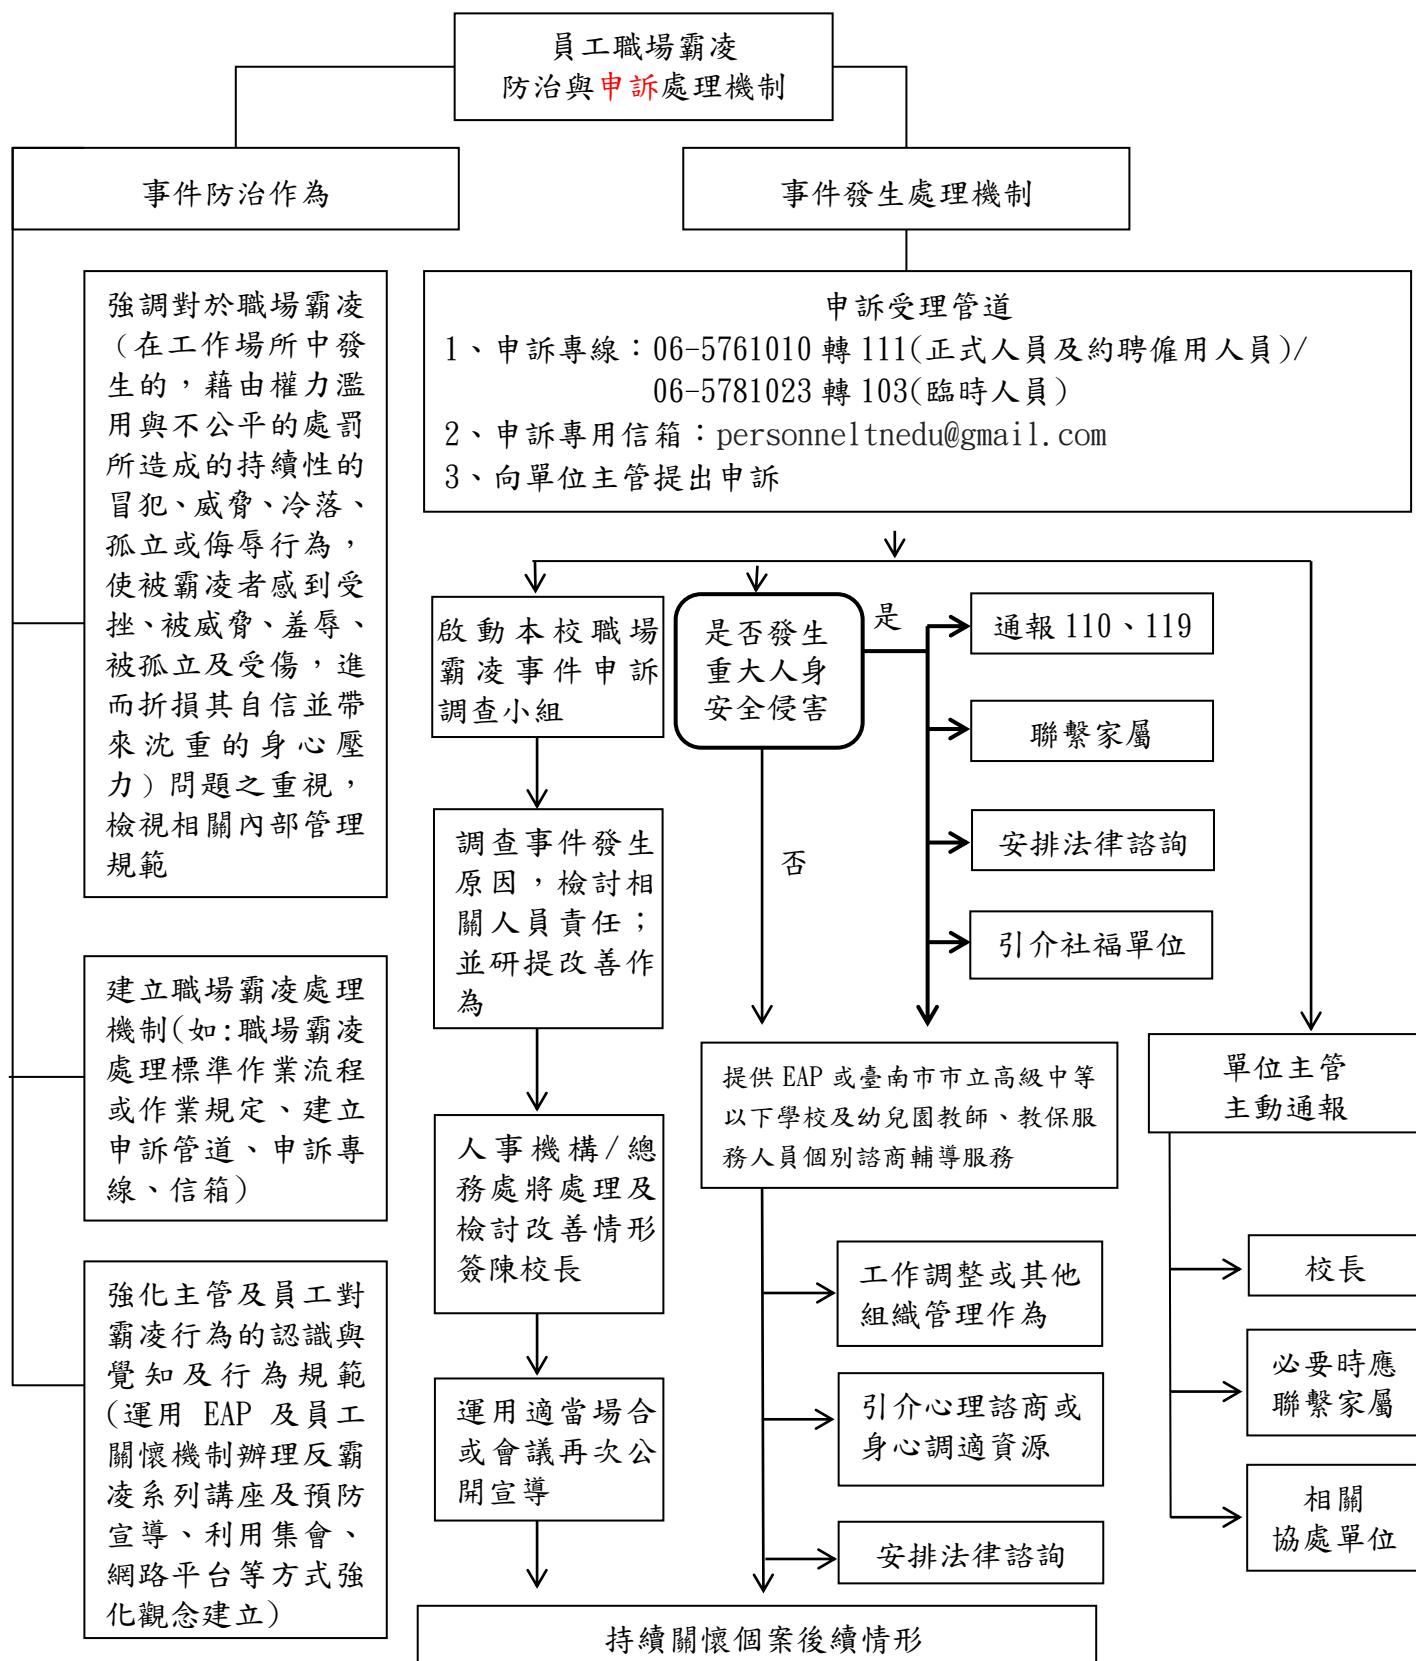 員工職場霸凌
防治與申訴處理機制
事件防治作為
事件發生處理機制
強調對於職場霸凌
（在工作場所中發
生的，藉由權力濫
用與不公平的處罰
所造成的持續性的
冒犯、威脅、冷落、
孤立或侮辱行為，
使被霸凌者感到受
挫、被威脅、羞辱、
被孤立及受傷，進
而折損其自信並帶
來沈重的身心壓
力）問題之重視，
檢視相關內部管理
規範
建立職場霸凌處理
機制(如:職場霸凌
處理標準作業流程
或作業規定、建立
申訴管道、申訴專
線、信箱)
強化主管及員工對
霸凌行為的認識與
覺知及行為規範
(運用 EAP 及員工
關懷機制辦理反霸
凌系列講座及預防
宣導、利用集會、
網路平台等方式強
化觀念建立)
申訴受理管道
1、申訴專線：06-5761010 轉 111(正式人員及約聘僱用人員)/
06-5781023 轉 103(臨時人員)
2、申訴專用信箱：personneltnedu@gmail.com
3、向單位主管提出申訴
啟動本校職場
霸凌事件申訴
調查小組
調查事件發生
原因，檢討相
關人員責任；
並研提改善作
為
人事機構/總
務處將處理及
檢討改善情形
簽陳校長
運用適當場合
或會議再次公
開宣導
是否發生
重大人身
安全侵害
是
否
通報 110、119
聯繫家屬
安排法律諮詢
引介社福單位
提供 EAP 或臺南市市立高級中等
以下學校及幼兒園教師、教保服
務人員個別諮商輔導服務
工作調整或其他
組織管理作為
引介心理諮商或
身心調適資源
安排法律諮詢
單位主管
主動通報
校長
必要時應
聯繫家屬
相關
協處單位
持續關懷個案後續情形